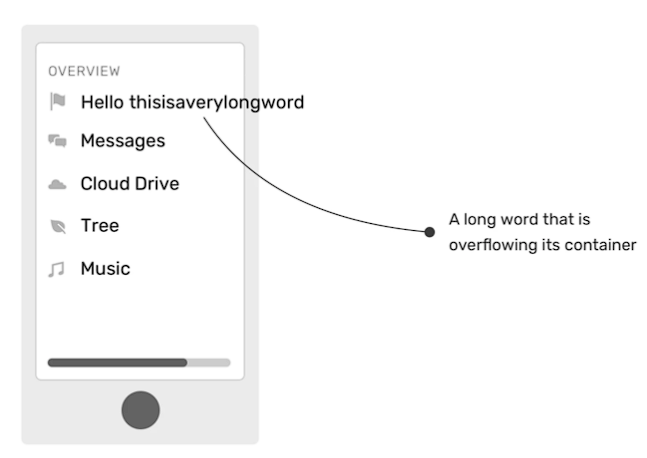 OVERVIEW
Hello thisisaverylongword
Messages
Cloud Drive
Tree
Music
A long word that is
overflowing its container